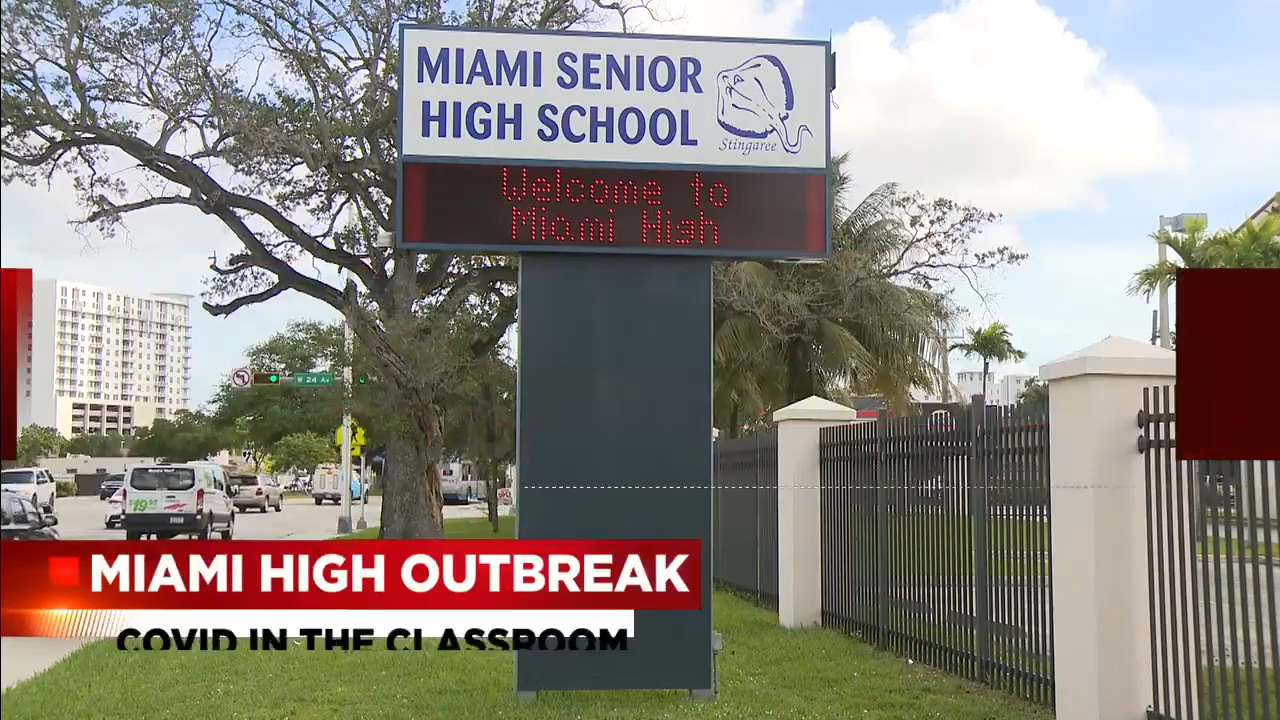 MIAMI SENIOR
HIGH SCHOOL
Stingaree
Welcome to
Miami High
W 24 Av
MIAMI HIGH OUTBREAK
COVID IN THE CLASSROOM